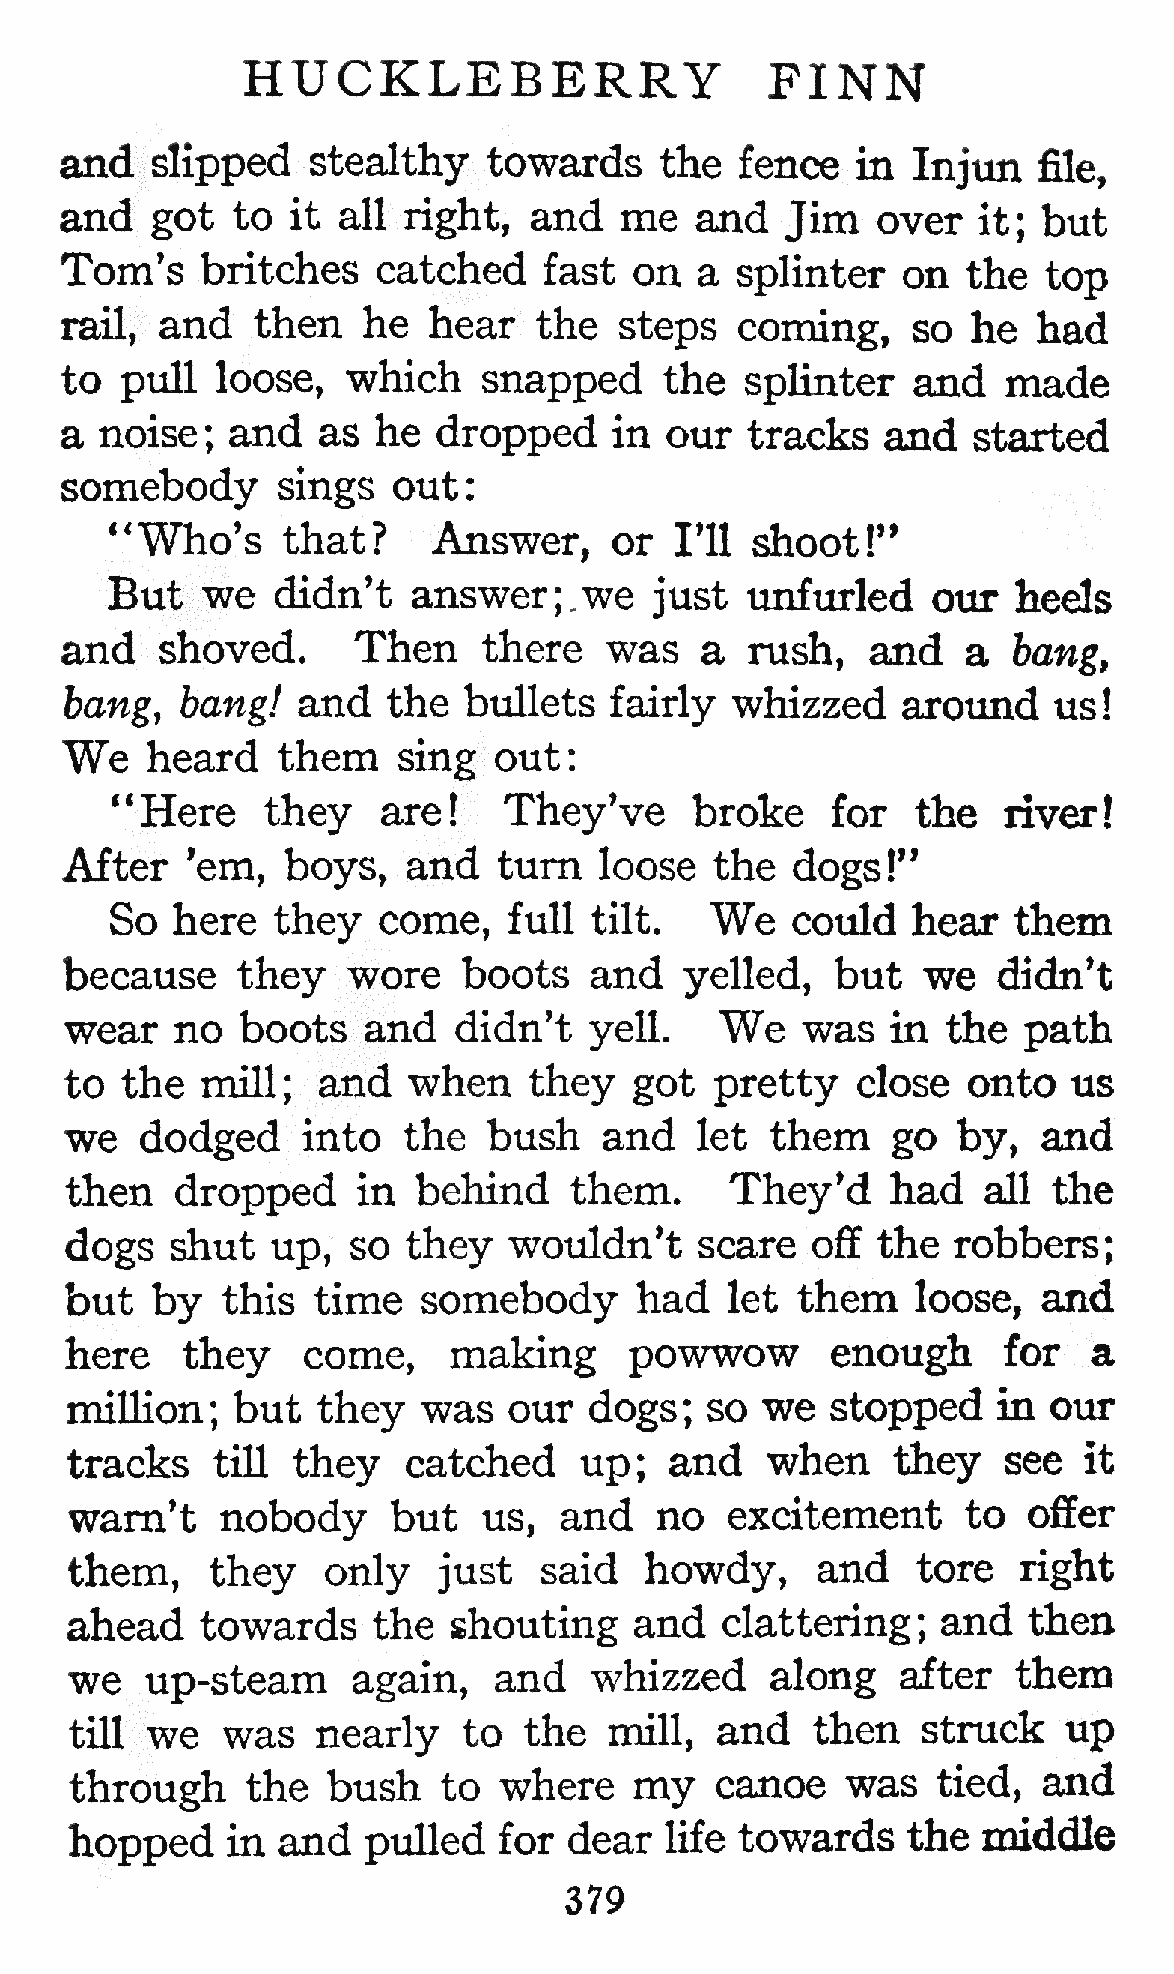 HUCKLEBERRY FINN
and slipped stealthy towards the fence in Injun file,
and got to it all right, and me and Jim over it; but
Tom's britches catched fast on a splinter on the top
rail, and then he hear the steps coming, so he had
to pull loose, which snapped the splinter and made
a noise; and as he dropped in our tracks and started
somebody sings out:
"Who's that? Answer, or I'll shoot!"
But we didn't answer; we just unfurled our heels
and shoved. Then there was a rush, and a bang,
bang, bang! and the bullets fairly whizzed around us!
We heard them sing out:
"Here they are! They've broke for the river!
After 'em, boys, and turn loose the dogs!"
So here they come, full tilt. We could hear them
because they wore boots and yelled, but we didn't
wear no boots and didn't yell. We was in the path
to the mill; and when they got pretty close onto us
we dodged into the bush and let them go by, and
then dropped in behind them. They'd had all the
dogs shut up, so they wouldn't scare off the robbers;
but by this time somebody had let them loose, and
here they come, making powwow enough for a
million; but they was our dogs; so we stopped in our
tracks till they catched up; and when they see it
warn't nobody but us, and no excitement to offer
them, they only just said howdy, and tore right
ahead towards the shouting and clattering; and then
we up-steam again, and whizzed along after them
till we was nearly to the mill, and then struck up
through the bush to where my canoe was tied, and
hopped in and pulled for dear life towards the middle
379